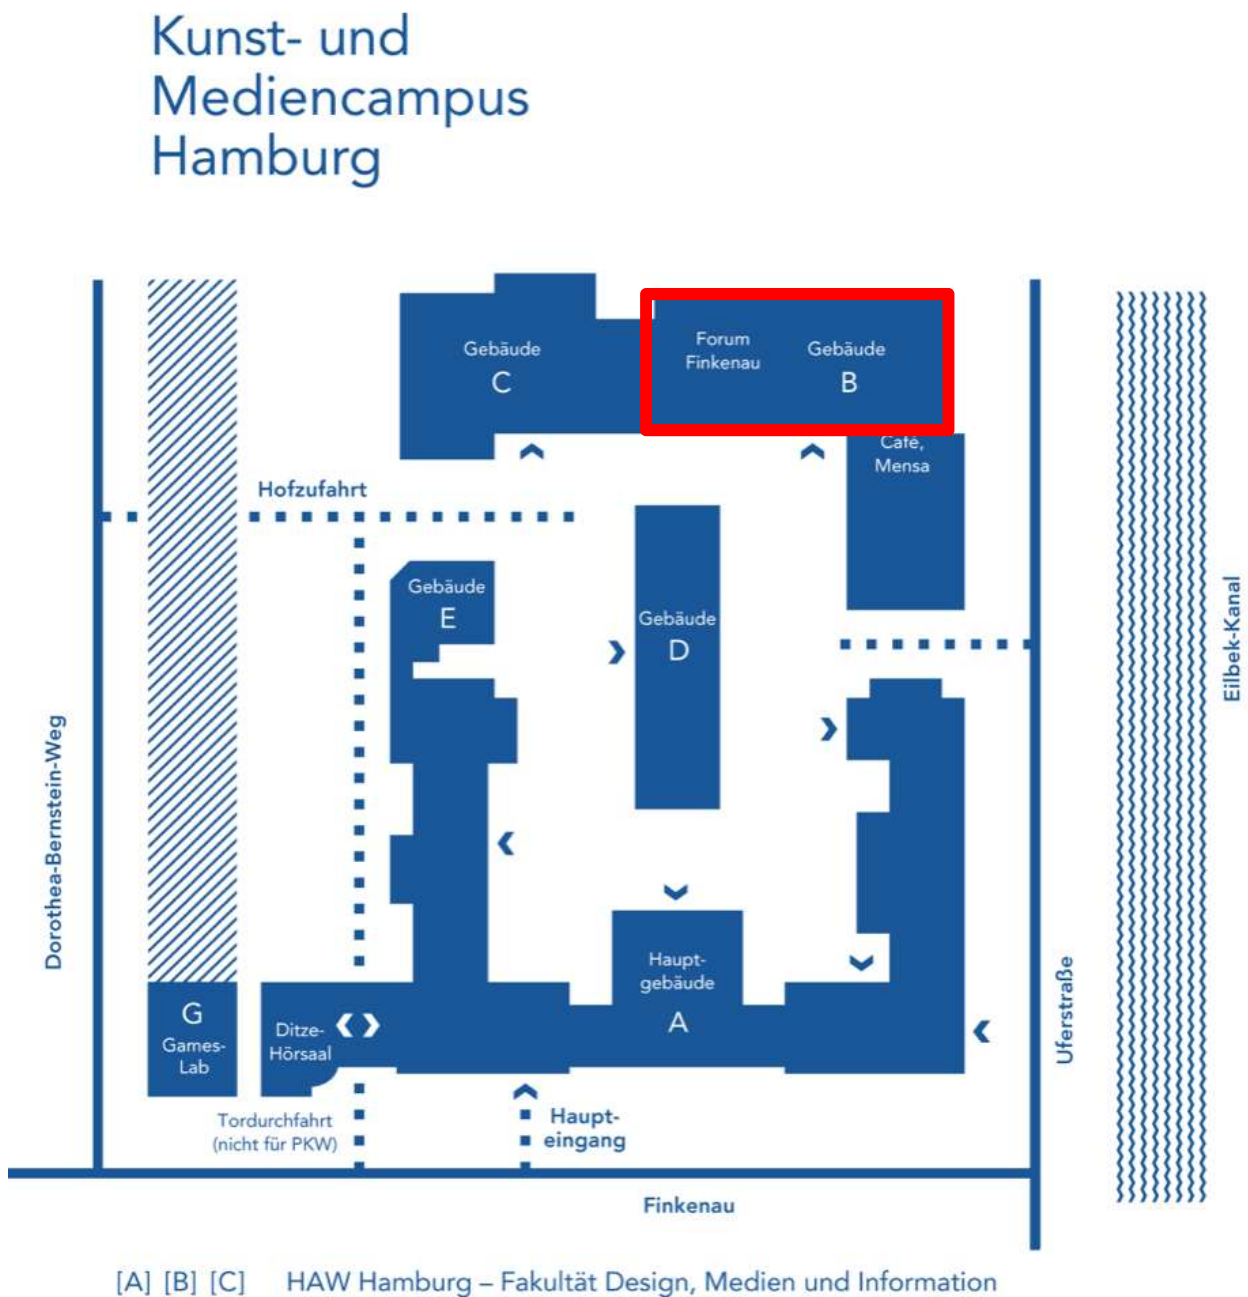 Kunst- und
Mediencampus
Hamburg
Gebäude
C
Forum
Finkenau
Gebäude
B
Café,
Mensa
Hofzufahrt
Gebäude
E
Gebäude
D
Eilbek-Kanal
Dorothea-Bernstein-Weg
Haupt-
gebäude
A
G
Games-
Lab
Ditze-
Hörsaal
Uferstraße
Tordurchfahrt
(nicht für PKW)
Haupt-
eingang
Finkenau
[A] [B] [C] HAW Hamburg – Fakultät Design, Medien und Information